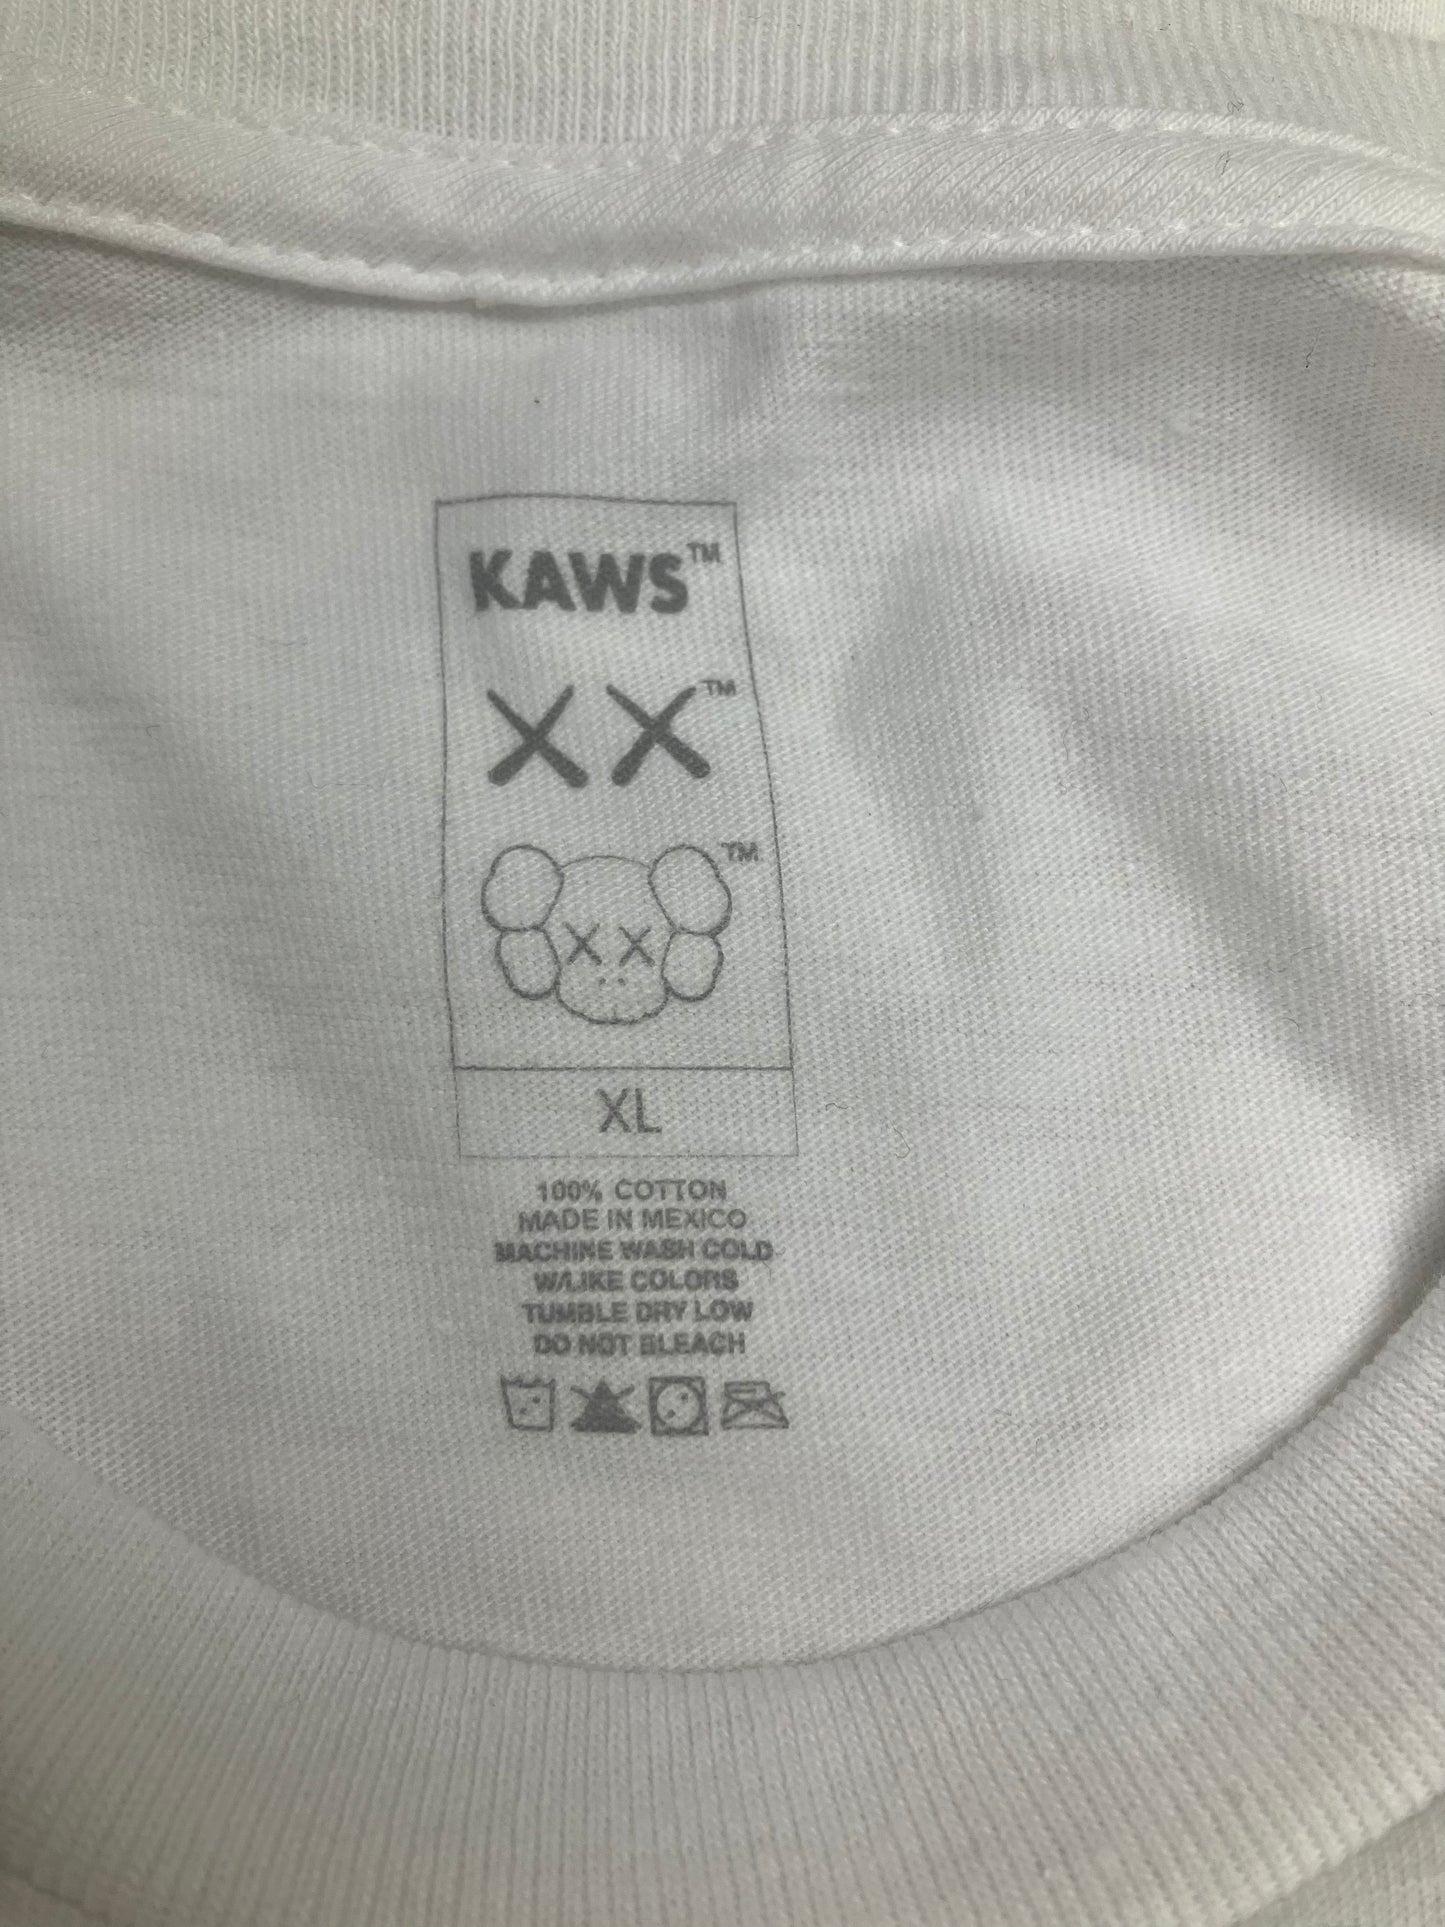 KAWS™
XX™
™
XL
100% COTTON
MADE IN MEXICO
MACHINE WASH COLD
W/LIKE COLORS
TUMBLE DRY LOW
DO NOT BLEACH